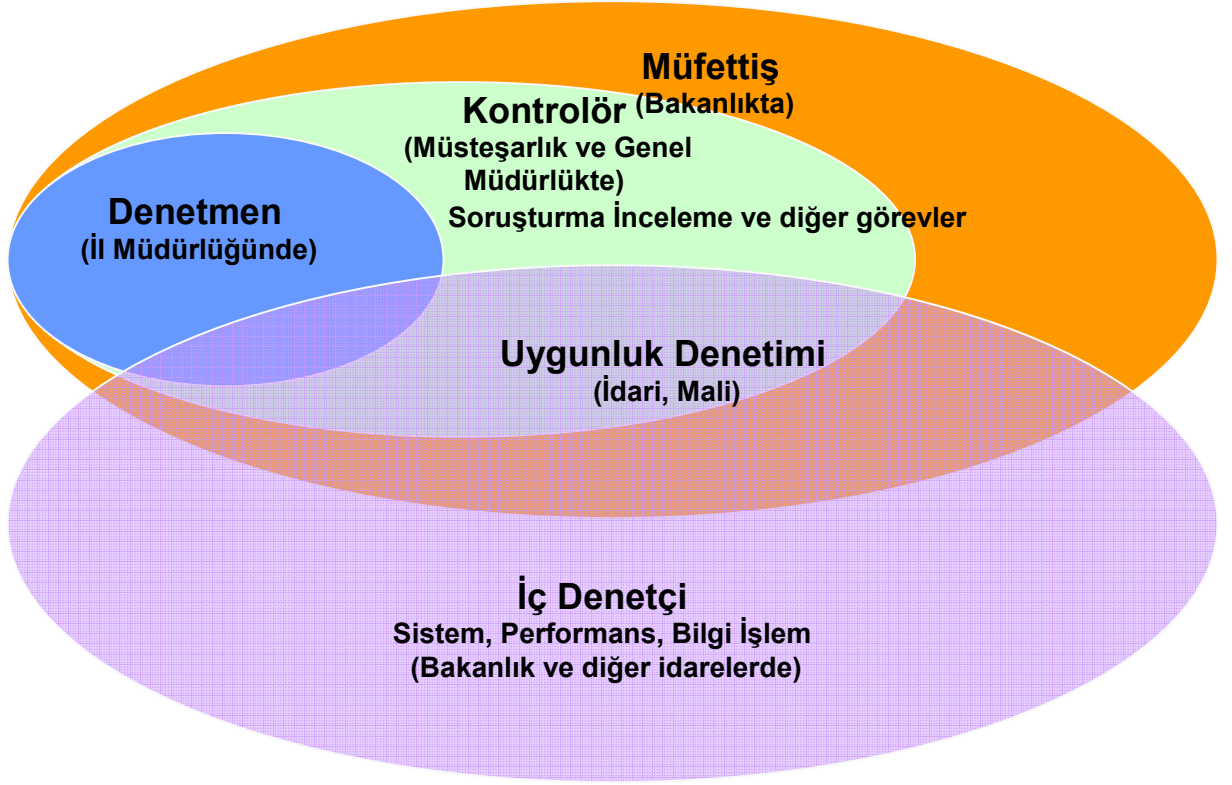 Müfettiş
(Bakanlıkta)
Kontrolör
(Müsteşarlık ve Genel
Müdürlükte)
Soruşturma İnceleme ve diğer görevler
Denetmen
(İl Müdürlüğünde)
Uygunluk Denetimi
(İdari, Mali)
İç Denetçi
Sistem, Performans, Bilgi İşlem
(Bakanlık ve diğer idarelerde)